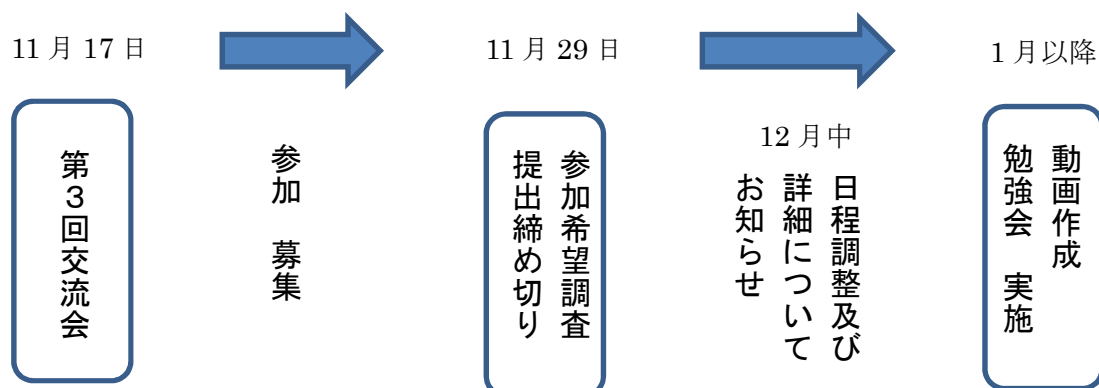 11月17日
第３回交流会
参加　募集
11月29日
参加希望調査
提出締め切り
12月中
日程調整及び
詳細について
お知らせ
1月以降
動画作成
勉強会　実施